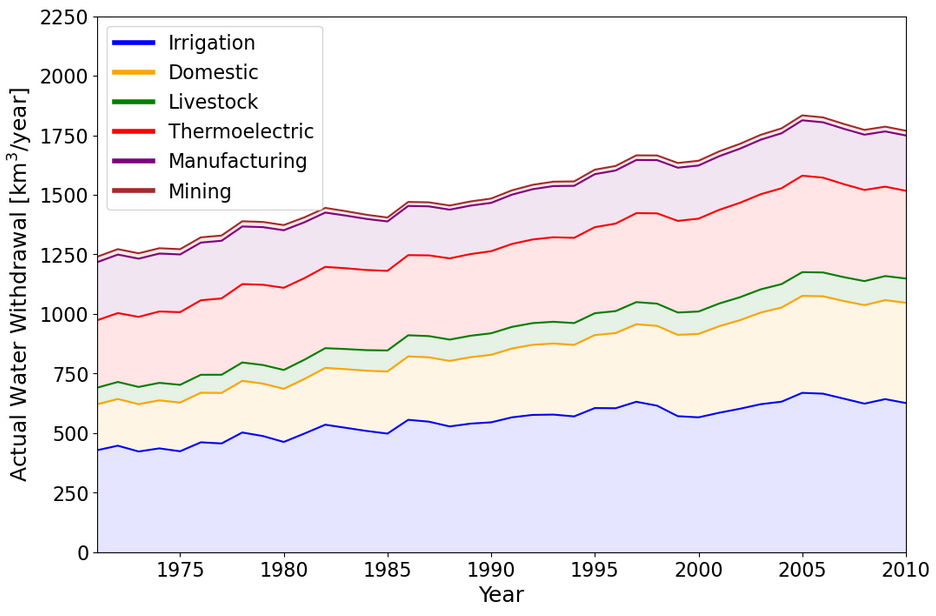 2250
2000
1750
1500
1250
1000
750
500
250
0
Actual Water Withdrawal [km³/year]
Irrigation
Domestic
Livestock
Thermoelectric
Manufacturing
Mining
1975 1980 1985 1990 1995 2000 2005 2010
Year